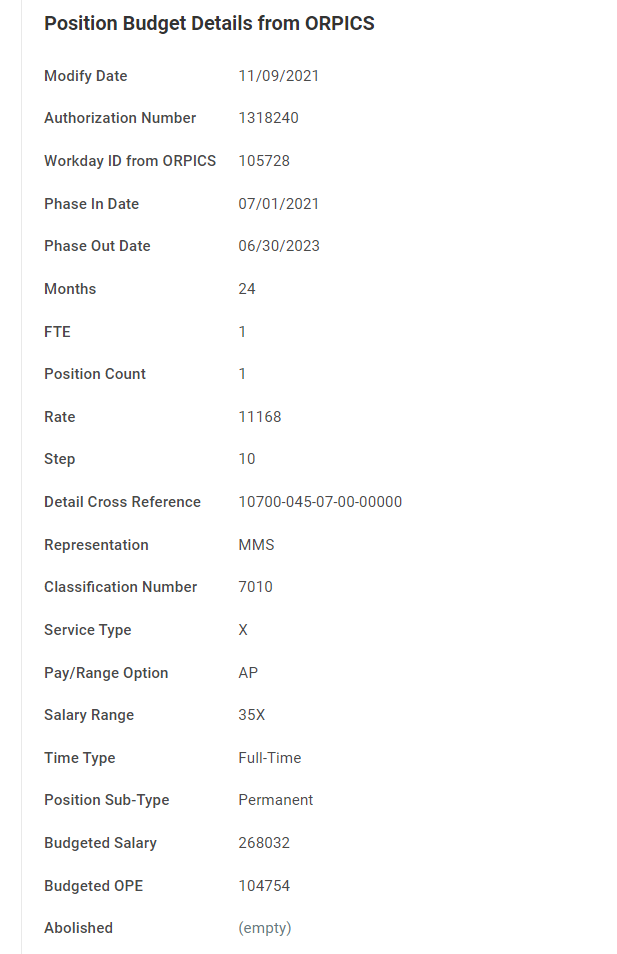 Position Budget Details from ORPICS
Modify Date 11/09/2021
Authorization Number 1318240
Workday ID from ORPICS 105728
Phase In Date 07/01/2021
Phase Out Date 06/30/2023
Months 24
FTE 1
Position Count 1
Rate 11168
Step 10
Detail Cross Reference 10700-045-07-00-00000
Representation MMS
Classification Number 7010
Service Type X
Pay/Range Option AP
Salary Range 35X
Time Type Full-Time
Position Sub-Type Permanent
Budgeted Salary 268032
Budgeted OPE 104754
Abolished (empty)